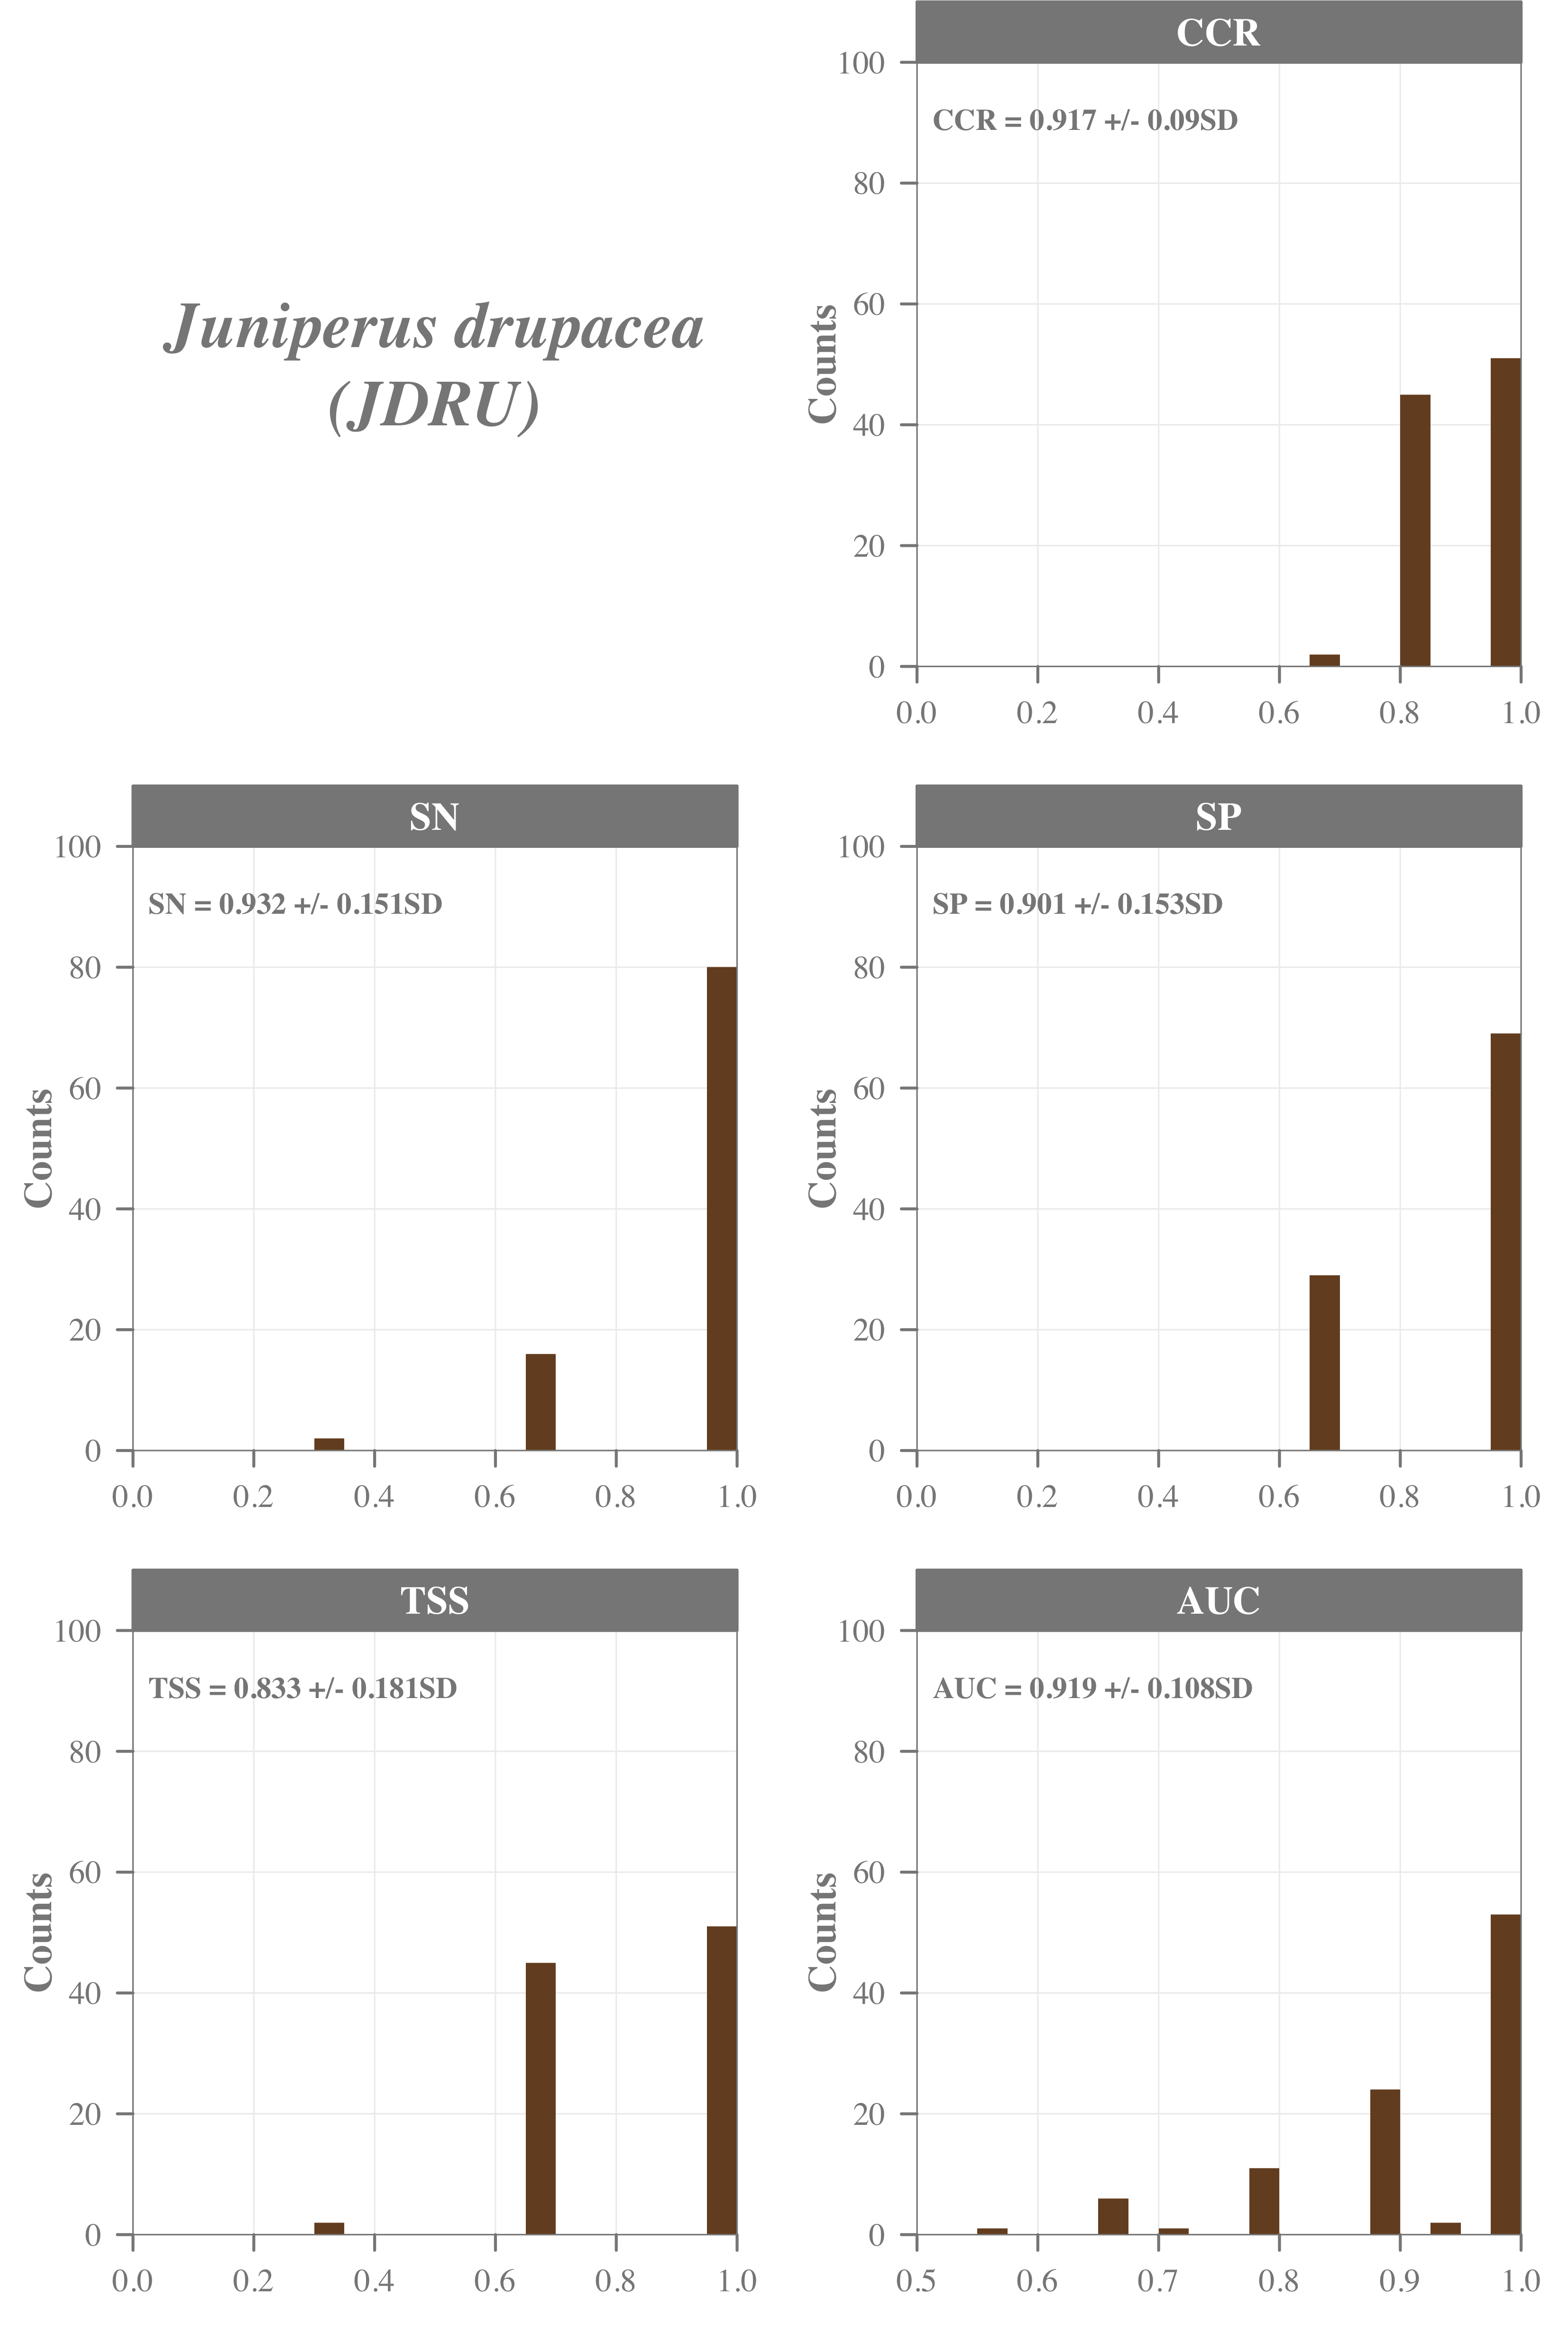 Juniperus drupacea
(JDRU)
CCR
CCR = 0.917 +/- 0.09SD
Counts
100
80
60
40
20
0
0.0 0.2 0.4 0.6 0.8 1.0
SN
SN = 0.932 +/- 0.151SD
Counts
100
80
60
40
20
0
0.0 0.2 0.4 0.6 0.8 1.0
SP
SP = 0.901 +/- 0.153SD
Counts
100
80
60
40
20
0
0.0 0.2 0.4 0.6 0.8 1.0
TSS
TSS = 0.833 +/- 0.181SD
Counts
100
80
60
40
20
0
0.0 0.2 0.4 0.6 0.8 1.0
AUC
AUC = 0.919 +/- 0.108SD
Counts
100
80
60
40
20
0
0.5 0.6 0.7 0.8 0.9 1.0